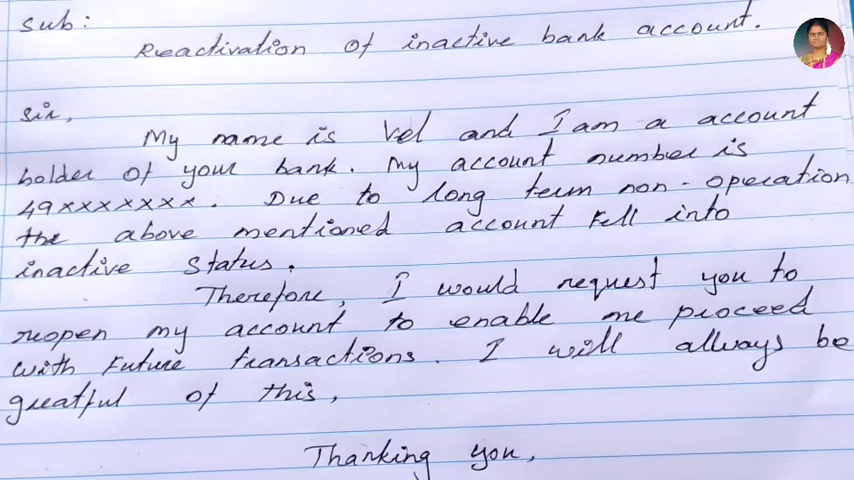 Sub:
Reactivation of inactive bank account.
Sir,
My name is Vel and I am a account
holder of your bank. My account number is
49xxxxxxxx. Due to long term non-operation
the above mentioned account fell into
inactive status.
Therefore, I would request you to
reopen my account to enable me proceed
with future transactions. I will allways be
greatful of this,
Thanking you,